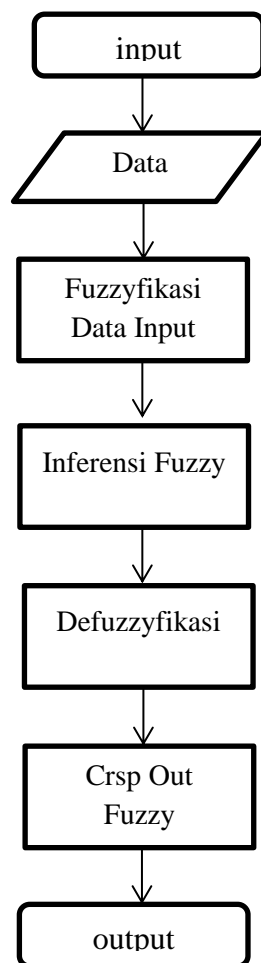 input
Data
Fuzzyfikasi
Data Input
Inferensi Fuzzy
Defuzzyfikasi
Crsp Out
Fuzzy
output